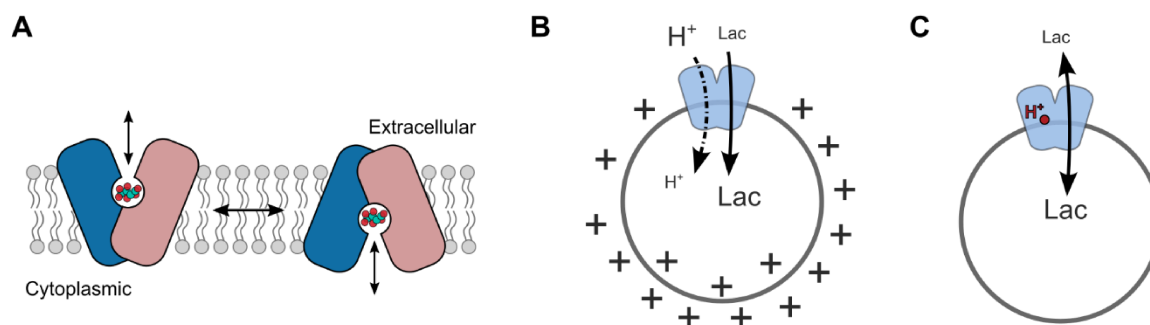 A
Extracellular
Cytoplasmic
B
H⁺
Lac
H⁺
Lac
+ + + + + + + + + + + + + + + +
C
Lac
H⁺
Lac